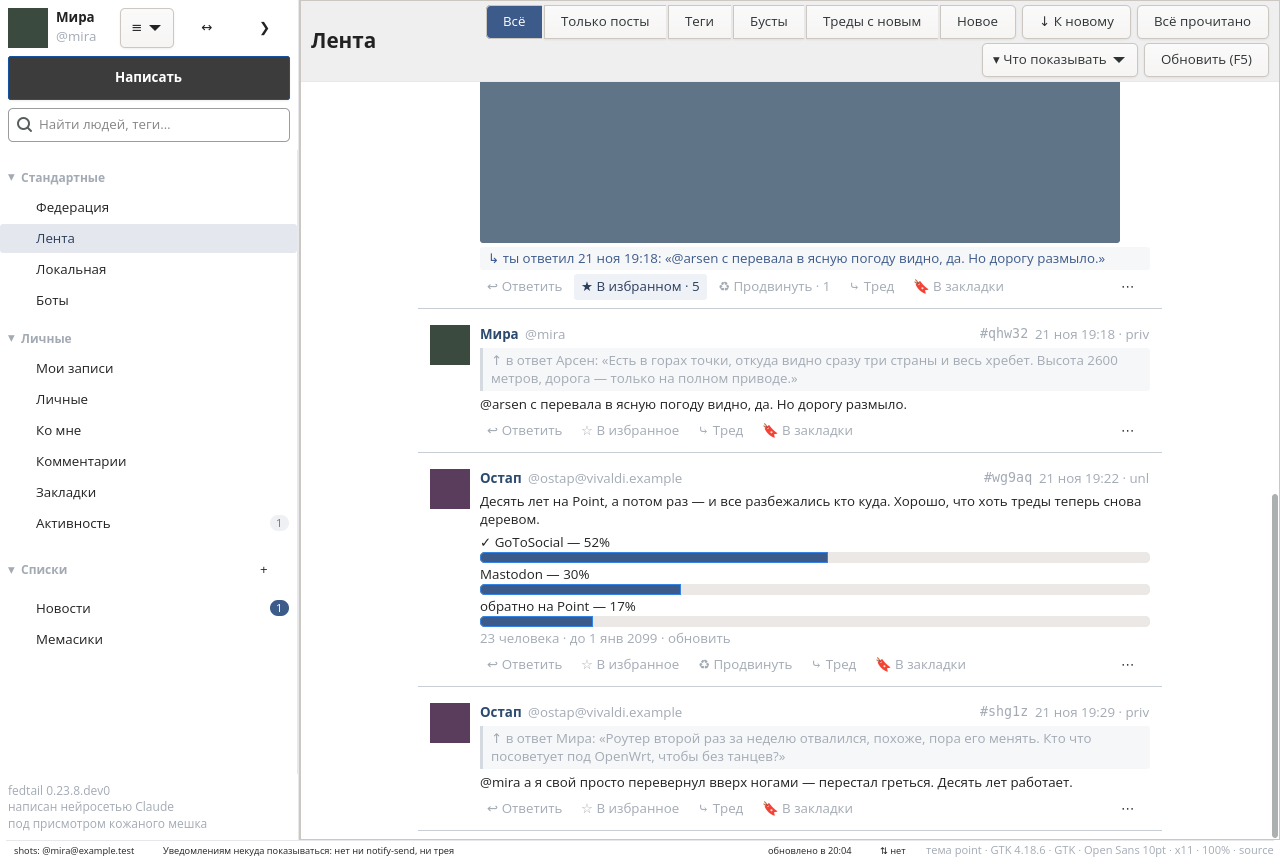 Мира
@mira
Написать
Найти людей, теги…
Стандартные
Федерация
Лента
Локальная
Боты
Личные
Мои записи
Личные
Ко мне
Комментарии
Закладки
Активность 1
Списки +
Новости 1
Мемасики
fedtail 0.23.8.dev0
написан нейросетью Claude
под присмотром кожаного мешка
Лента
Всё Только посты Теги Бусты Треды с новым Новое ↓ К новому Всё прочитано
▾ Что показывать Обновить (F5)
↳ ты ответил 21 ноя 19:18: «@arsen с перевала в ясную погоду видно, да. Но дорогу размыло.»
↩ Ответить ★ В избранном · 5 ♻ Продвинуть · 1 ⤷ Тред 🔖 В закладки ⋯
Мира @mira #qhw32 21 ноя 19:18 · priv
↑ в ответ Арсен: «Есть в горах точки, откуда видно сразу три страны и весь хребет. Высота 2600
метров, дорога — только на полном приводе.»
@arsen с перевала в ясную погоду видно, да. Но дорогу размыло.
↩ Ответить ☆ В избранное ⤷ Тред 🔖 В закладки ⋯
Остап @ostap@vivaldi.example #wg9aq 21 ноя 19:22 · unl
Десять лет на Point, а потом раз — и все разбежались кто куда. Хорошо, что хоть треды теперь снова
деревом.
✓ GoToSocial — 52%
Mastodon — 30%
обратно на Point — 17%
23 человека · до 1 янв 2099 · обновить
↩ Ответить ☆ В избранное ♻ Продвинуть ⤷ Тред 🔖 В закладки ⋯
Остап @ostap@vivaldi.example #shg1z 21 ноя 19:29 · priv
↑ в ответ Мира: «Роутер второй раз за неделю отвалился, похоже, пора его менять. Кто что
посоветует под OpenWrt, чтобы без танцев?»
@mira а я свой просто перевернул вверх ногами — перестал греться. Десять лет работает.
↩ Ответить ☆ В избранное ⤷ Тред 🔖 В закладки ⋯
shots: @mira@example.test Уведомлениям некуда показываться: нет ни notify-send, ни трея обновлено в 20:04 ⇅ нет тема point · GTK 4.18.6 · GTK · Open Sans 10pt · x11 · 100% · source